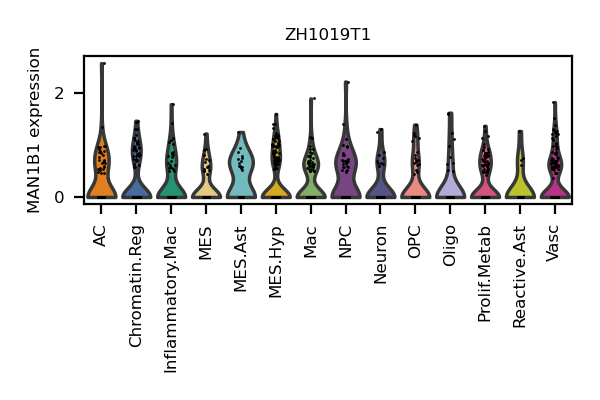 ZH1019T1
MAN1B1 expression
2
0
AC
Chromatin.Reg
Inflammatory.Mac
MES
MES.Ast
MES.Hyp
Mac
NPC
Neuron
OPC
Oligo
Prolif.Metab
Reactive.Ast
Vasc